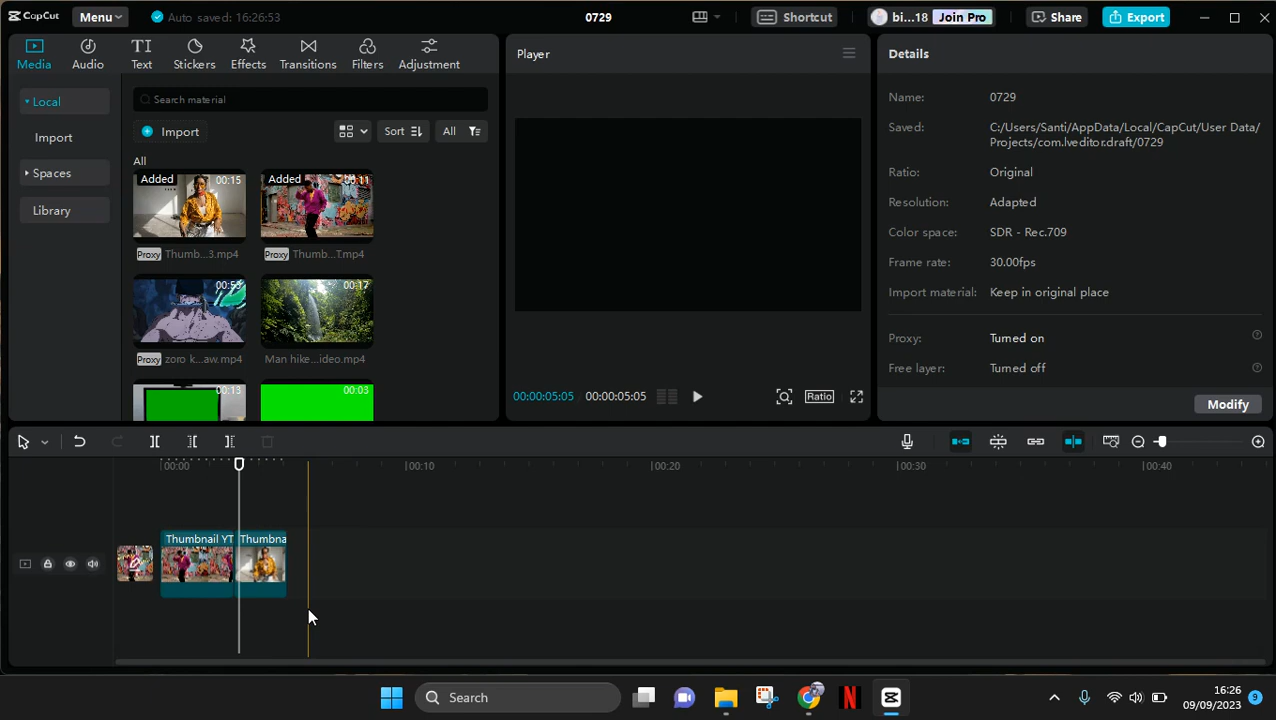 CapCut
Menu
Auto saved: 16:26:53
0729
Shortcut
bi...18
Join Pro
Share
Export
Media
Audio
Text
Stickers
Effects
Transitions
Filters
Adjustment
Local
Import
Spaces
Library
Search material
Import
Sort
All
All
Added
00:15
Added
00:11
Proxy
Thumb...3.mp4
Proxy
Thumb...T.mp4
00:53
00:17
Proxy
zoro k...aw.mp4
Man hike...ideo.mp4
00:13
00:03
Player
00:00:05:05
00:00:05:05
Ratio
Details
Name:
0729
Saved:
C:/Users/Santi/AppData/Local/CapCut/User Data/
Projects/com.lveditor.draft/0729
Ratio:
Original
Resolution:
Adapted
Color space:
SDR - Rec.709
Frame rate:
30.00fps
Import material:
Keep in original place
Proxy:
Turned on
Free layer:
Turned off
Modify
00:00
00:10
00:20
00:30
00:40
Thumbnail YT
Thumbna
Search
16:26
09/09/2023
9